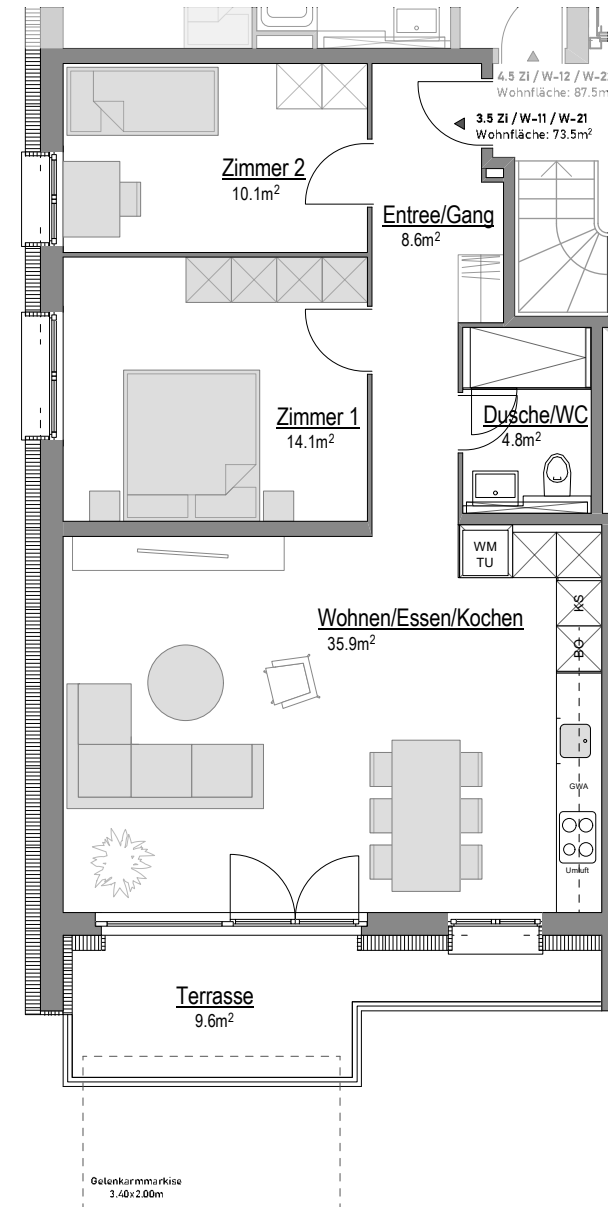 4.5 Zi / W-12 / W-22
Wohnfläche: 87.5m
3.5 Zi / W-11 / W-21
Wohnfläche: 73.5m²
Zimmer 2
10.1m²
Entree/Gang
8.6m²
Zimmer 1
14.1m²
Dusche/WC
4.8m²
WM
TU
KS
BO
Wohnen/Essen/Kochen
35.9m²
GWA
Umluft
Terrasse
9.6m²
Gelenkarmmarkise
3.40x2.00m